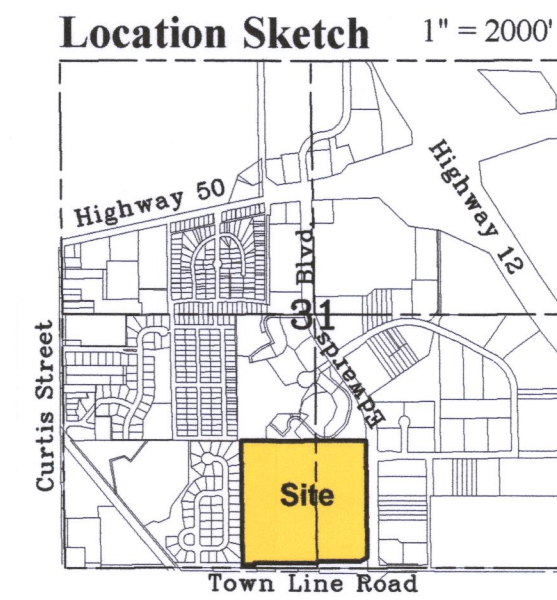 Location Sketch 1" = 2000'
Highway 50
Highway 12
Edwards Blvd.
31
Curtis Street
Site
Town Line Road